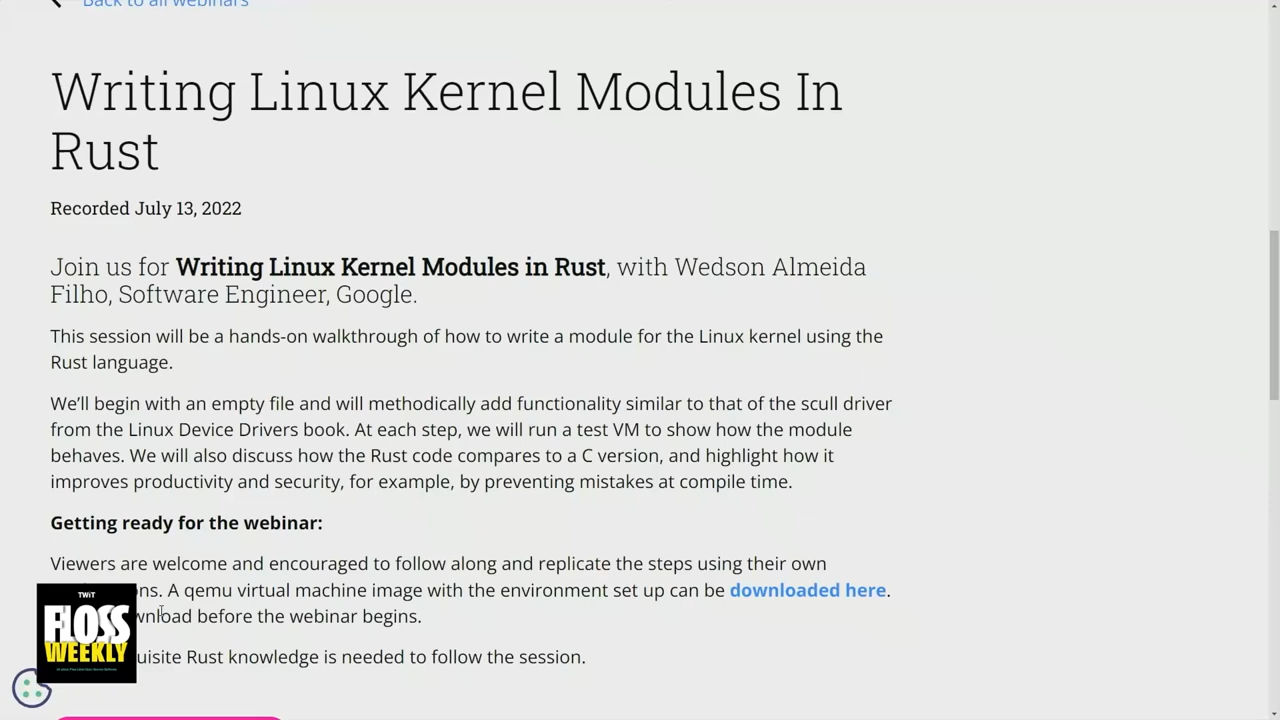 Back to all webinars
Writing Linux Kernel Modules In
Rust
Recorded July 13, 2022
Join us for Writing Linux Kernel Modules in Rust, with Wedson Almeida
Filho, Software Engineer, Google.
This session will be a hands-on walkthrough of how to write a module for the Linux kernel using the
Rust language.
We'll begin with an empty file and will methodically add functionality similar to that of the scull driver
from the Linux Device Drivers book. At each step, we will run a test VM to show how the module
behaves. We will also discuss how the Rust code compares to a C version, and highlight how it
improves productivity and security, for example, by preventing mistakes at compile time.
Getting ready for the webinar:
Viewers are welcome and encouraged to follow along and replicate the steps using their own
A qemu virtual machine image with the environment set up can be downloaded here.
before the webinar begins.
Rust knowledge is needed to follow the session.
TWiT
FLOSS
WEEKLY